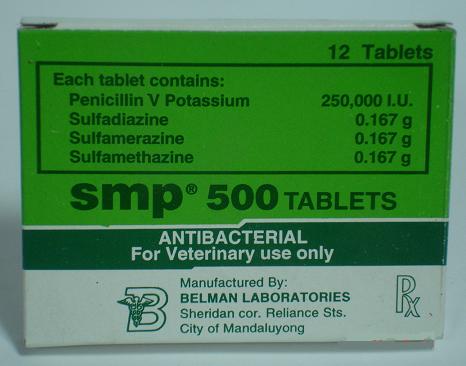 12 Tablets
Each tablet contains:
Penicillin V Potassium 250,000 I.U.
Sulfadiazine 0.167 g
Sulfamerazine 0.167 g
Sulfamethazine 0.167 g
smp® 500 TABLETS
ANTIBACTERIAL
For Veterinary use only
Manufactured By:
BELMAN LABORATORIES
Sheridan cor. Reliance Sts.
City of Mandaluyong
B
Rx